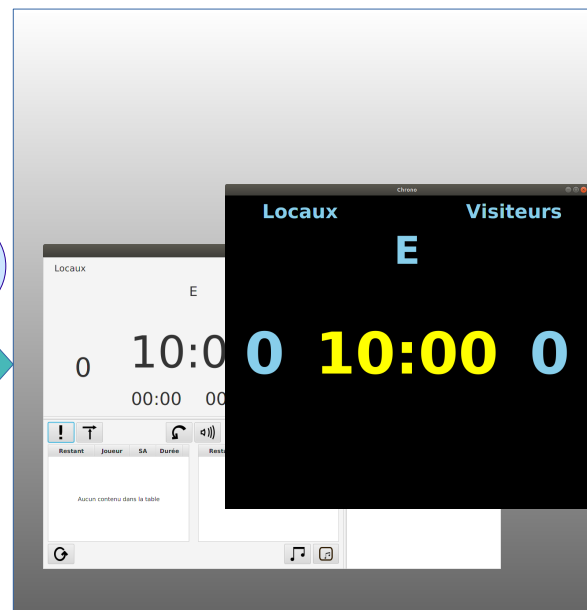 Chrono
Locaux Visiteurs
E
0 10:00 0
Locaux
E
0 10:0
00:00 00
!
Restant Joueur SA Durée Resta
Aucun contenu dans la table